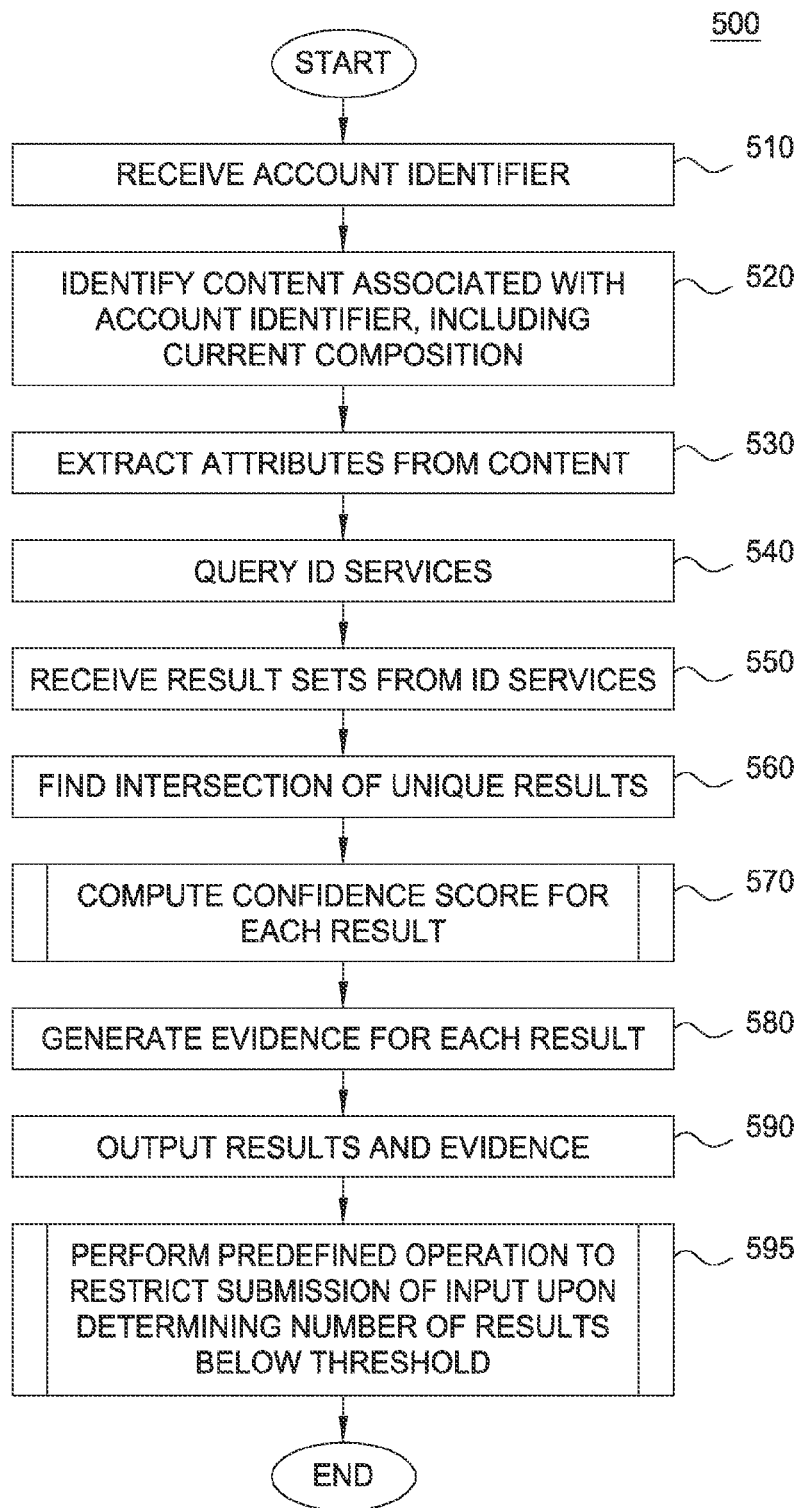 500
START
RECEIVE ACCOUNT IDENTIFIER
510
IDENTIFY CONTENT ASSOCIATED WITH
ACCOUNT IDENTIFIER, INCLUDING
CURRENT COMPOSITION
520
EXTRACT ATTRIBUTES FROM CONTENT
530
QUERY ID SERVICES
540
RECEIVE RESULT SETS FROM ID SERVICES
550
FIND INTERSECTION OF UNIQUE RESULTS
560
COMPUTE CONFIDENCE SCORE FOR
EACH RESULT
570
GENERATE EVIDENCE FOR EACH RESULT
580
OUTPUT RESULTS AND EVIDENCE
590
PERFORM PREDEFINED OPERATION TO
RESTRICT SUBMISSION OF INPUT UPON
DETERMINING NUMBER OF RESULTS
BELOW THRESHOLD
595
END